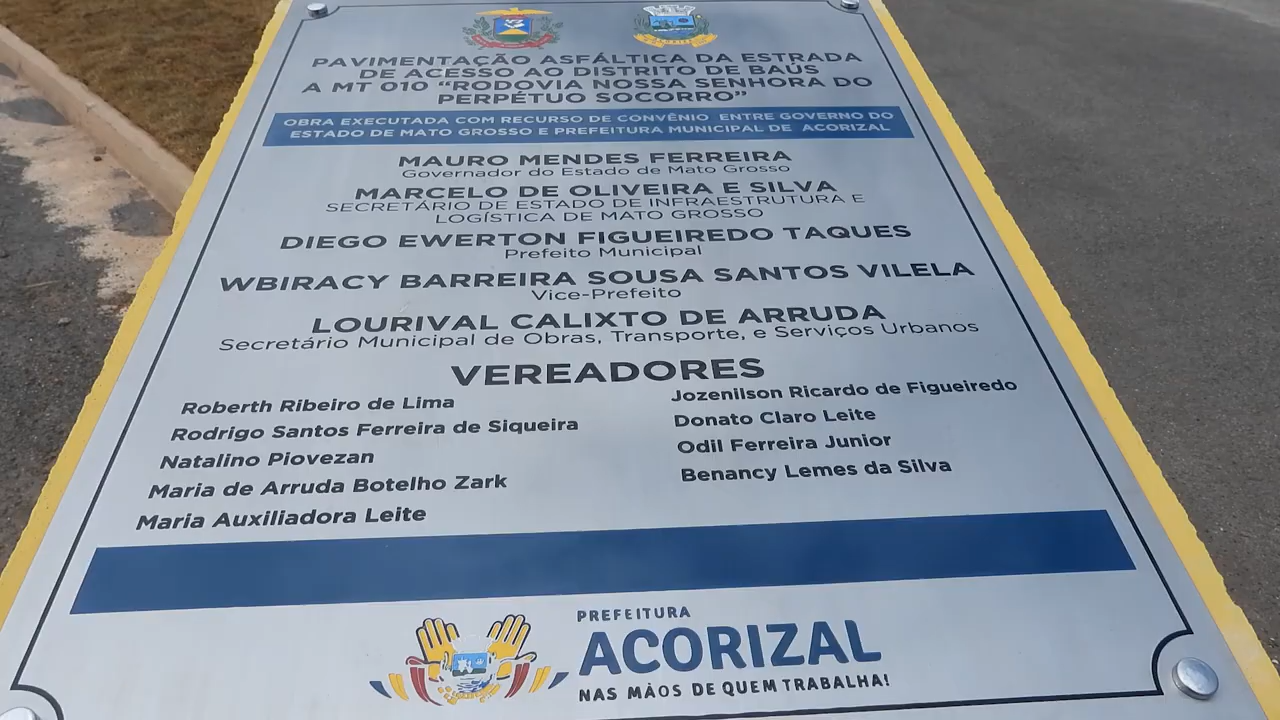 PAVIMENTAÇÃO ASFÁLTICA DA ESTRADA
DE ACESSO AO DISTRITO DE BAÚS
A MT 010 “RODOVIA NOSSA SENHORA DO
PERPÉTUO SOCORRO”
OBRA EXECUTADA COM RECURSO DE CONVÊNIO ENTRE GOVERNO DO
ESTADO DE MATO GROSSO E PREFEITURA MUNICIPAL DE ACORIZAL
MAURO MENDES FERREIRA
Governador do Estado de Mato Grosso
MARCELO DE OLIVEIRA E SILVA
SECRETÁRIO DE ESTADO DE INFRAESTRUTURA E
LOGÍSTICA DE MATO GROSSO
DIEGO EWERTON FIGUEIREDO TAQUES
Prefeito Municipal
WBIRACY BARREIRA SOUSA SANTOS VILELA
Vice-Prefeito
LOURIVAL CALIXTO DE ARRUDA
Secretário Municipal de Obras, Transporte, e Serviços Urbanos
VEREADORES
Roberth Ribeiro de Lima
Rodrigo Santos Ferreira de Siqueira
Natalino Piovezan
Maria de Arruda Botelho Zark
Maria Auxiliadora Leite
Jozenilson Ricardo de Figueiredo
Donato Claro Leite
Odil Ferreira Junior
Benancy Lemes da Silva
PREFEITURA
ACORIZAL
NAS MÃOS DE QUEM TRABALHA!